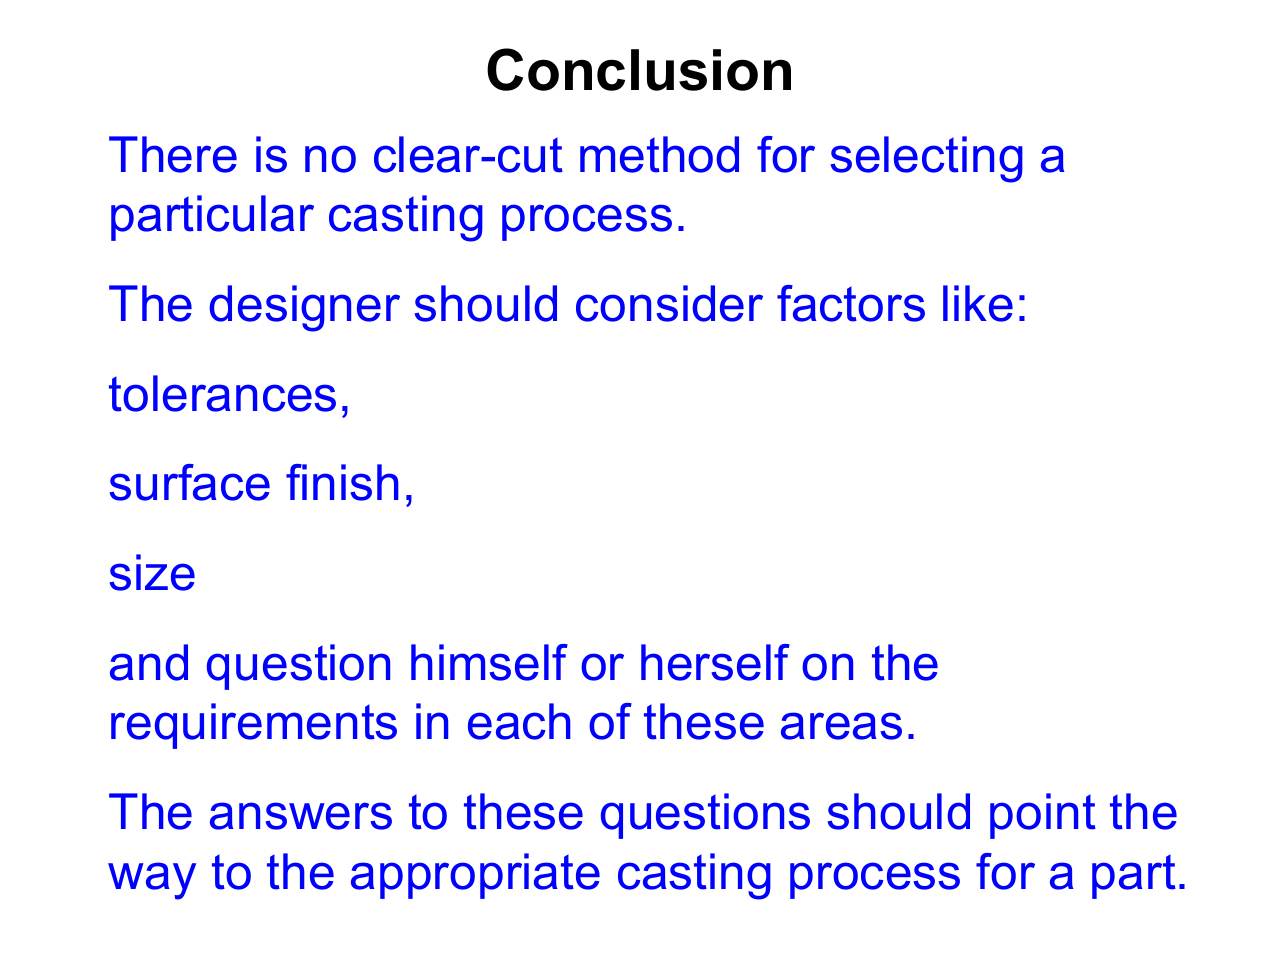 Conclusion
There is no clear-cut method for selecting a
particular casting process.
The designer should consider factors like:
tolerances,
surface finish,
size
and question himself or herself on the
requirements in each of these areas.
The answers to these questions should point the
way to the appropriate casting process for a part.